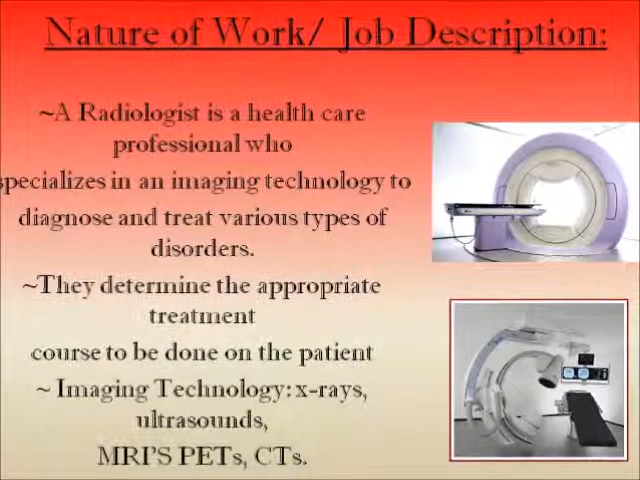 Nature of Work/ Job Description:
~A Radiologist is a health care
professional who
specializes in an imaging technology to
diagnose and treat various types of
disorders.
~They determine the appropriate
treatment
course to be done on the patient
~ Imaging Technology: x-rays,
ultrasounds,
MRI'S PETs, CTs.